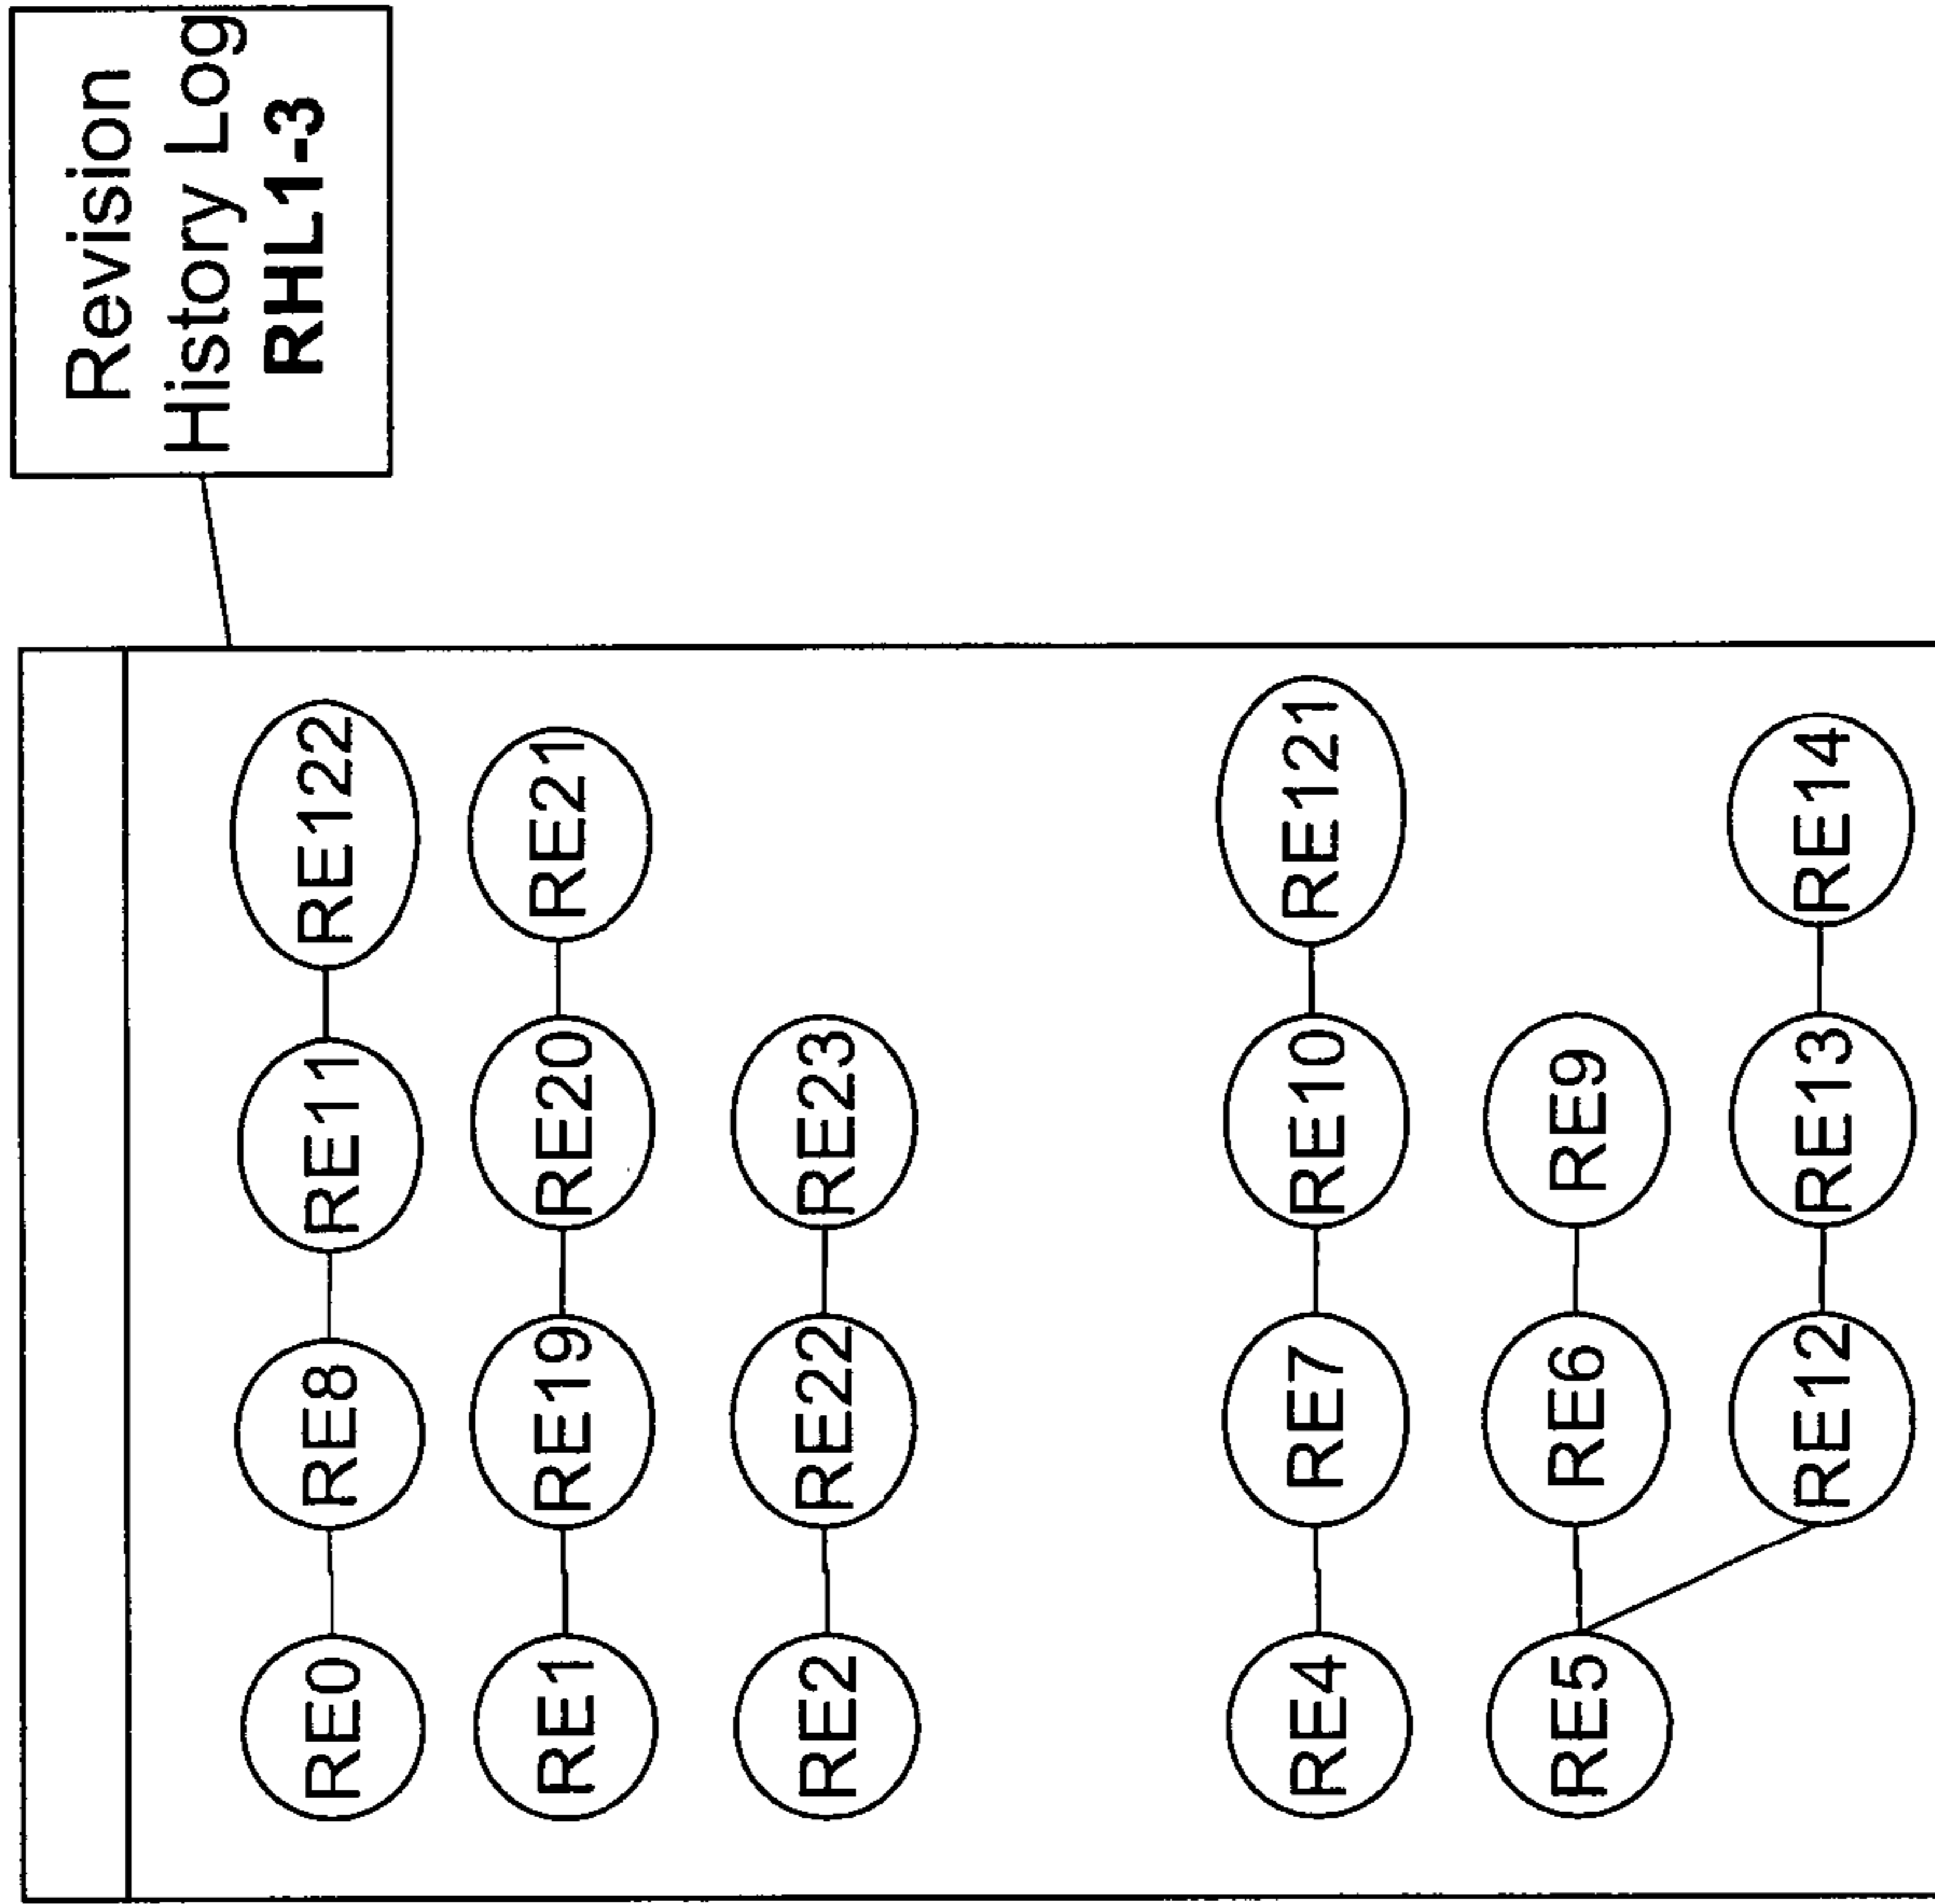 Revision
History Log
RHL1-3
RE0
RE8
RE11
RE122
RE1
RE19
RE20
RE21
RE2
RE22
RE23
RE4
RE7
RE10
RE121
RE5
RE6
RE9
RE12
RE13
RE14